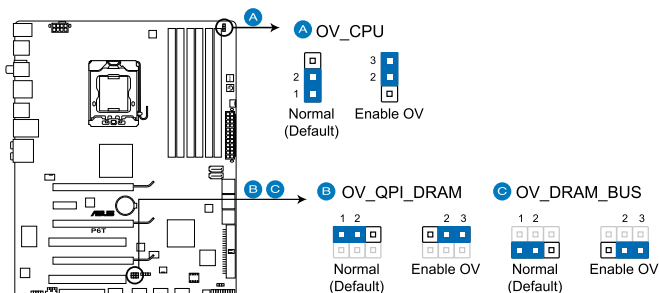 A
A OV_CPU
2
1
Normal
(Default)
3
2
Enable OV
B C
B OV_QPI_DRAM
1 2
Normal
(Default)
2 3
Enable OV
C OV_DRAM_BUS
1 2
Normal
(Default)
2 3
Enable OV
ASUS
P6T